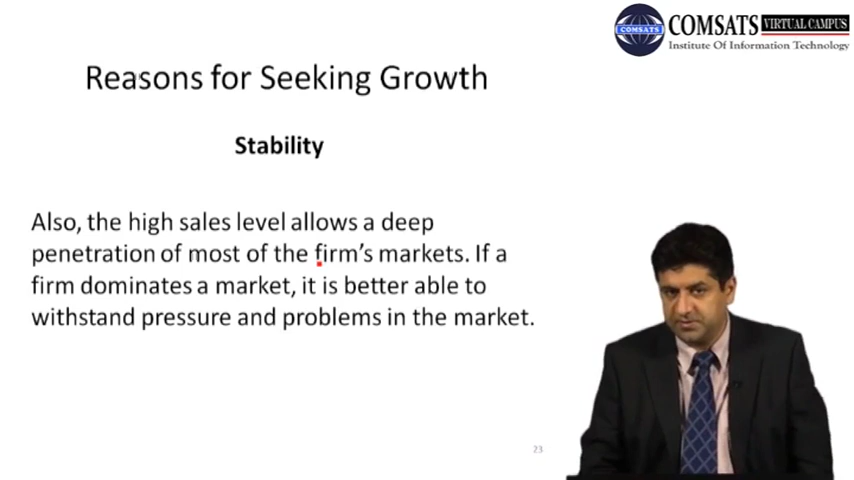 COMSATS VIRTUAL CAMPUS
COMSATS
Institute Of Information Technology
Reasons for Seeking Growth
Stability
Also, the high sales level allows a deep
penetration of most of the firm's markets. If a
firm dominates a market, it is better able to
withstand pressure and problems in the market.
23